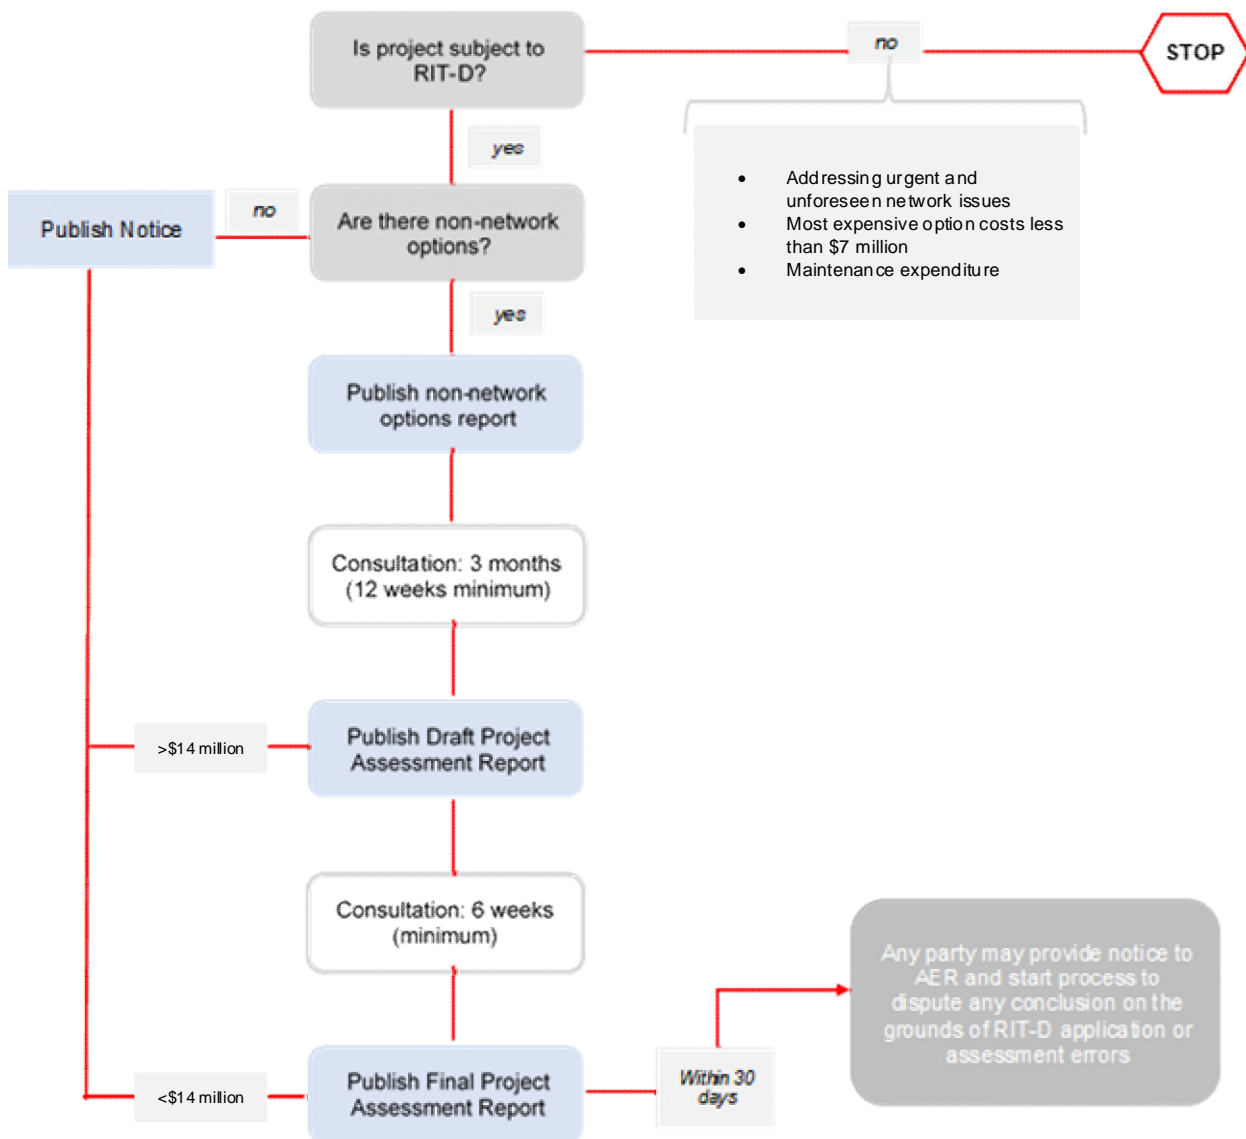 Is project subject to
RIT-D?
no
STOP
yes
• Addressing urgent and
unforeseen network issues
• Most expensive option costs less
than $7 million
• Maintenance expenditure
Publish Notice
no
Are there non-network
options?
yes
Publish non-network
options report
Consultation: 3 months
(12 weeks minimum)
>$14 million
Publish Draft Project
Assessment Report
Consultation: 6 weeks
(minimum)
Any party may provide notice to
AER and start process to
dispute any conclusion on the
grounds of RIT-D application or
assessment errors
<$14 million
Publish Final Project
Assessment Report
Within 30
days